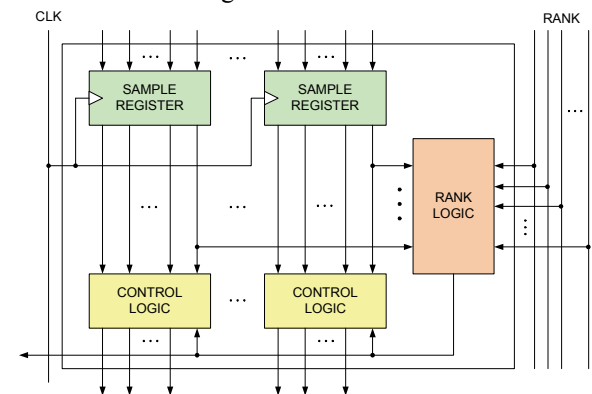 CLK
RANK
SAMPLE
REGISTER
SAMPLE
REGISTER
RANK
LOGIC
CONTROL
LOGIC
CONTROL
LOGIC